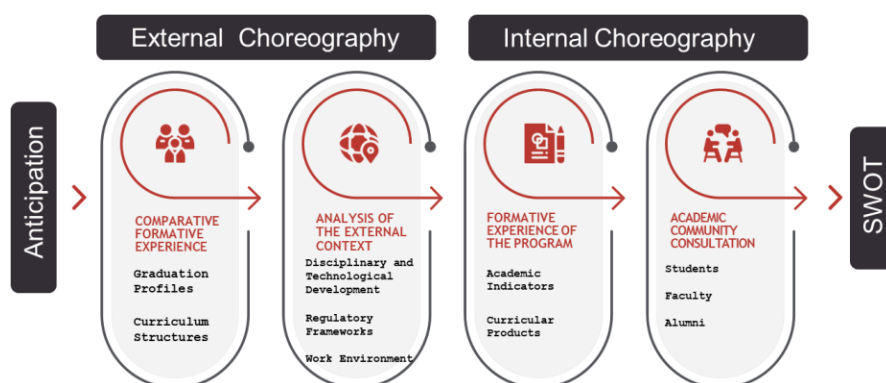 External Choreography
Internal Choreography
Anticipation
COMPARATIVE
FORMATIVE
EXPERIENCE
Graduation
Profiles
Curriculum
Structures
ANALYSIS OF
THE EXTERNAL
CONTEXT
Disciplinary and
Technological
Development
Regulatory
Frameworks
Work Environment
FORMATIVE
EXPERIENCE OF
THE PROGRAM
Academic
Indicators
Curricular
Products
ACADEMIC
COMMUNITY
CONSULTATION
Students
Faculty
Alumni
SWOT